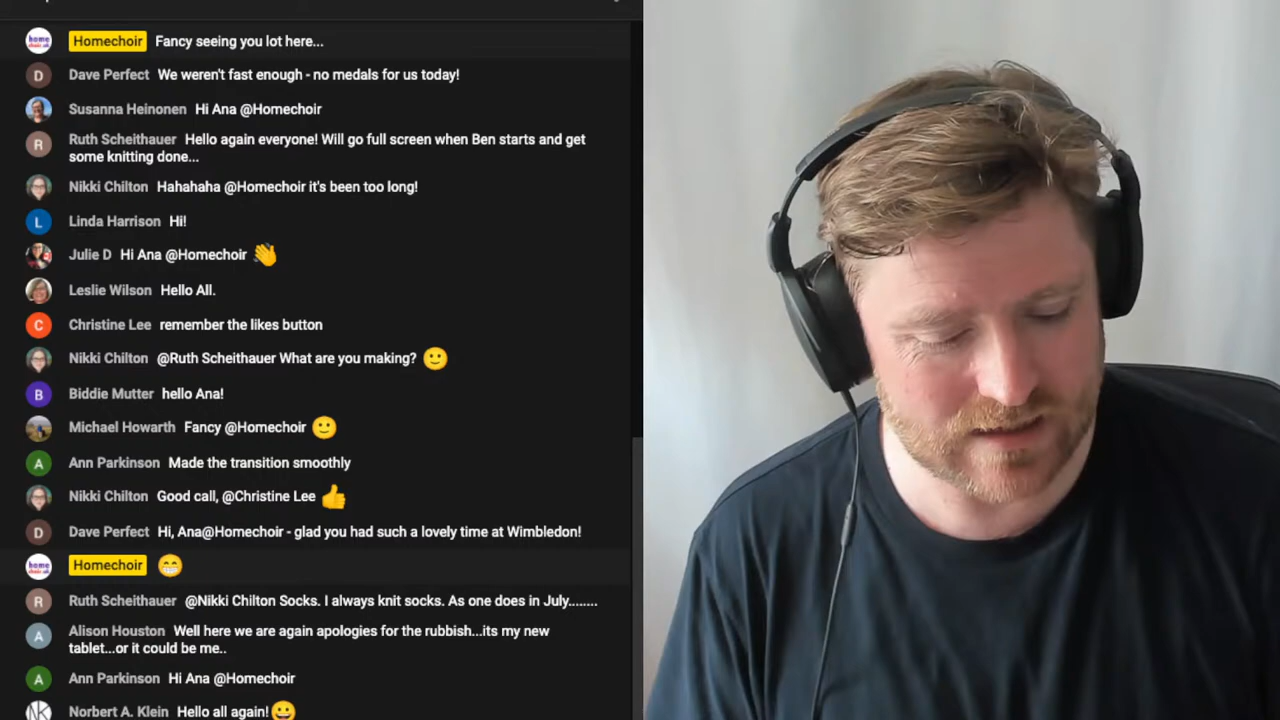 Homechoir Fancy seeing you lot here...
Dave Perfect We weren't fast enough - no medals for us today!
Susanna Heinonen Hi Ana @Homechoir
Ruth Scheithauer Hello again everyone! Will go full screen when Ben starts and get
some knitting done...
Nikki Chilton Hahahaha @Homechoir it's been too long!
Linda Harrison Hi!
Julie D Hi Ana @Homechoir 👋
Leslie Wilson Hello All.
Christine Lee remember the likes button
Nikki Chilton @Ruth Scheithauer What are you making? 🙂
Biddie Mutter hello Ana!
Michael Howarth Fancy @Homechoir 🙂
Ann Parkinson Made the transition smoothly
Nikki Chilton Good call, @Christine Lee 👍
Dave Perfect Hi, Ana@Homechoir - glad you had such a lovely time at Wimbledon!
Homechoir 😁
Ruth Scheithauer @Nikki Chilton Socks. I always knit socks. As one does in July........
Alison Houston Well here we are again apologies for the rubbish...its my new
tablet...or it could be me..
Ann Parkinson Hi Ana @Homechoir
Norbert A. Klein Hello all again!😀